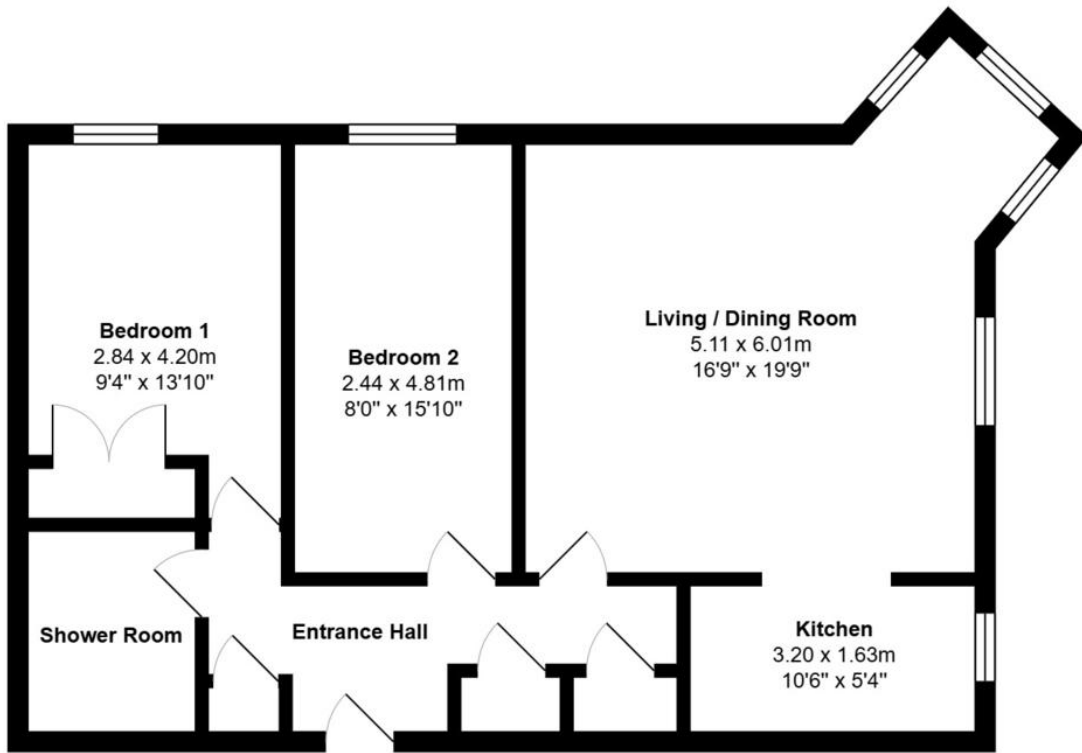 Bedroom 1
2.84 x 4.20m
9'4" x 13'10"
Bedroom 2
2.44 x 4.81m
8'0" x 15'10"
Living / Dining Room
5.11 x 6.01m
16'9" x 19'9"
Shower Room
Entrance Hall
Kitchen
3.20 x 1.63m
10'6" x 5'4"